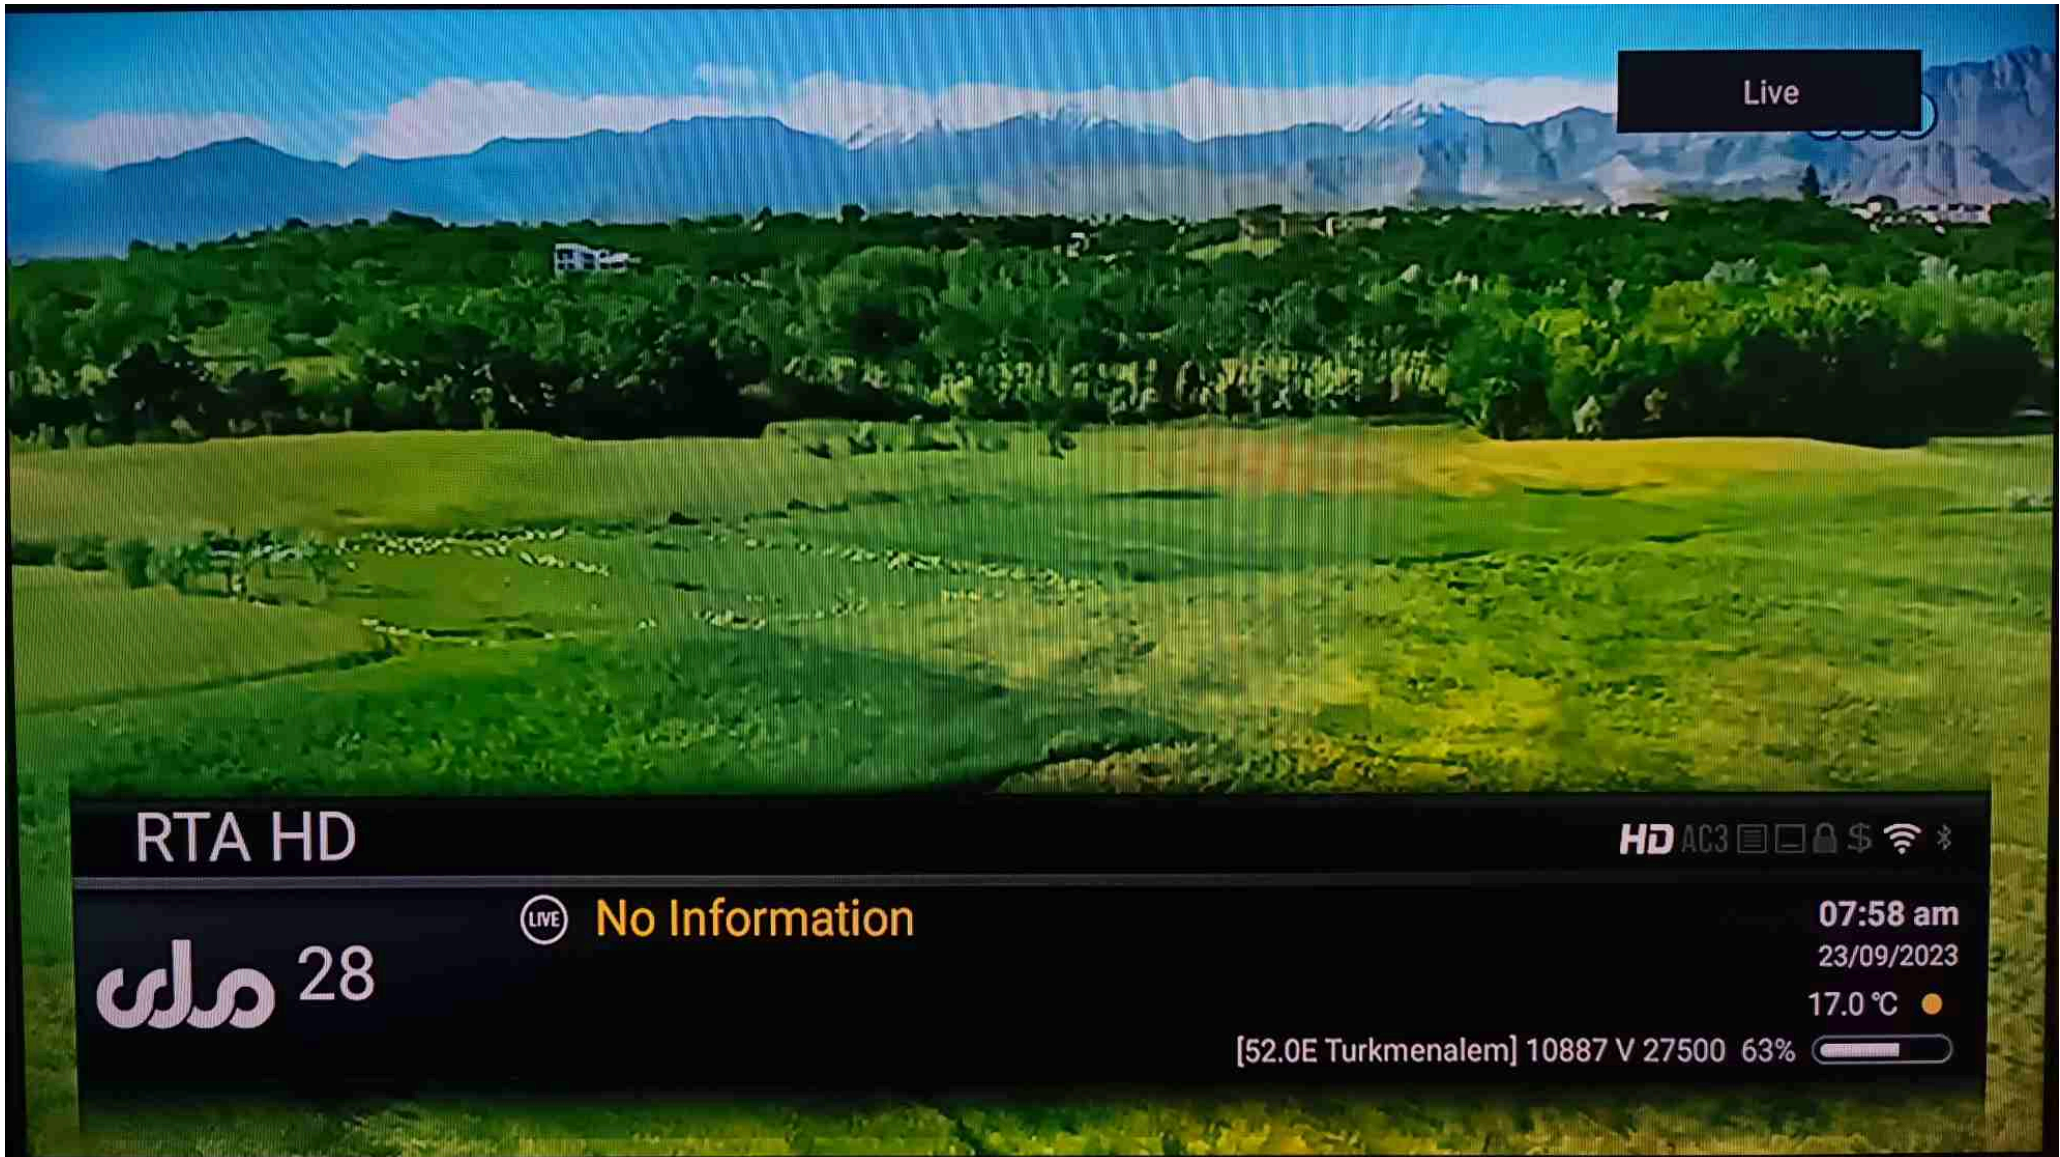 Live
RTA HD
HD AC3 $
LIVE No Information
07:58 am
ملی 28
23/09/2023
17.0 °C
[52.0E Turkmenalem] 10887 V 27500 63%